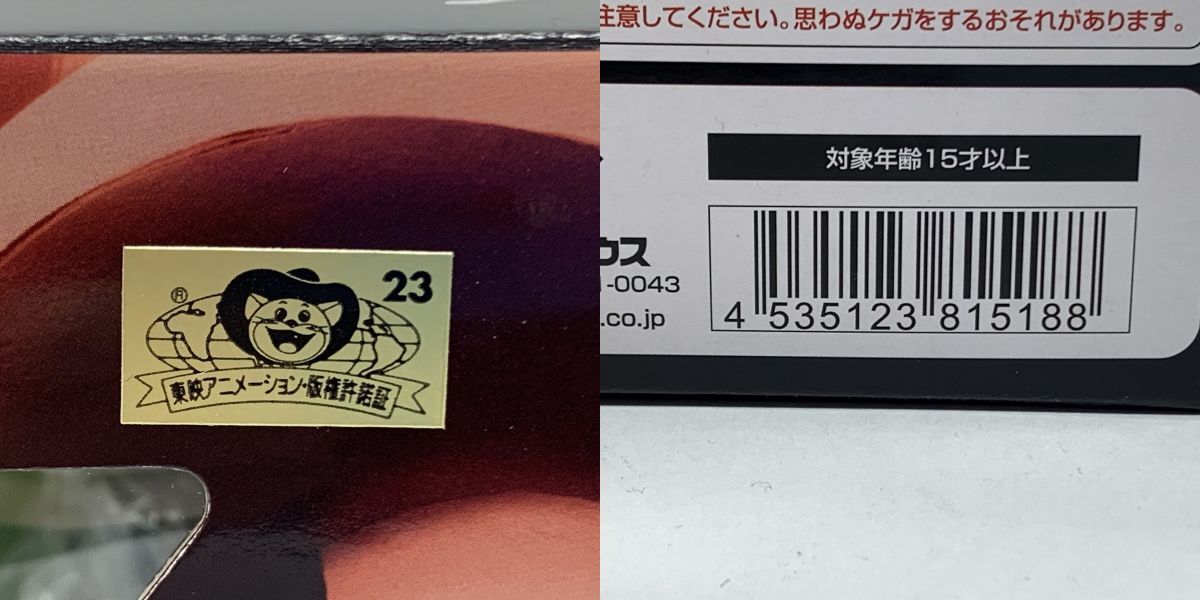 23
Ⓡ
東映アニメーション・版権許諾証
注意してください。思わぬケガをするおそれがあります。
対象年齢15才以上
ウス
-0043
.co.jp
4 535123 815188